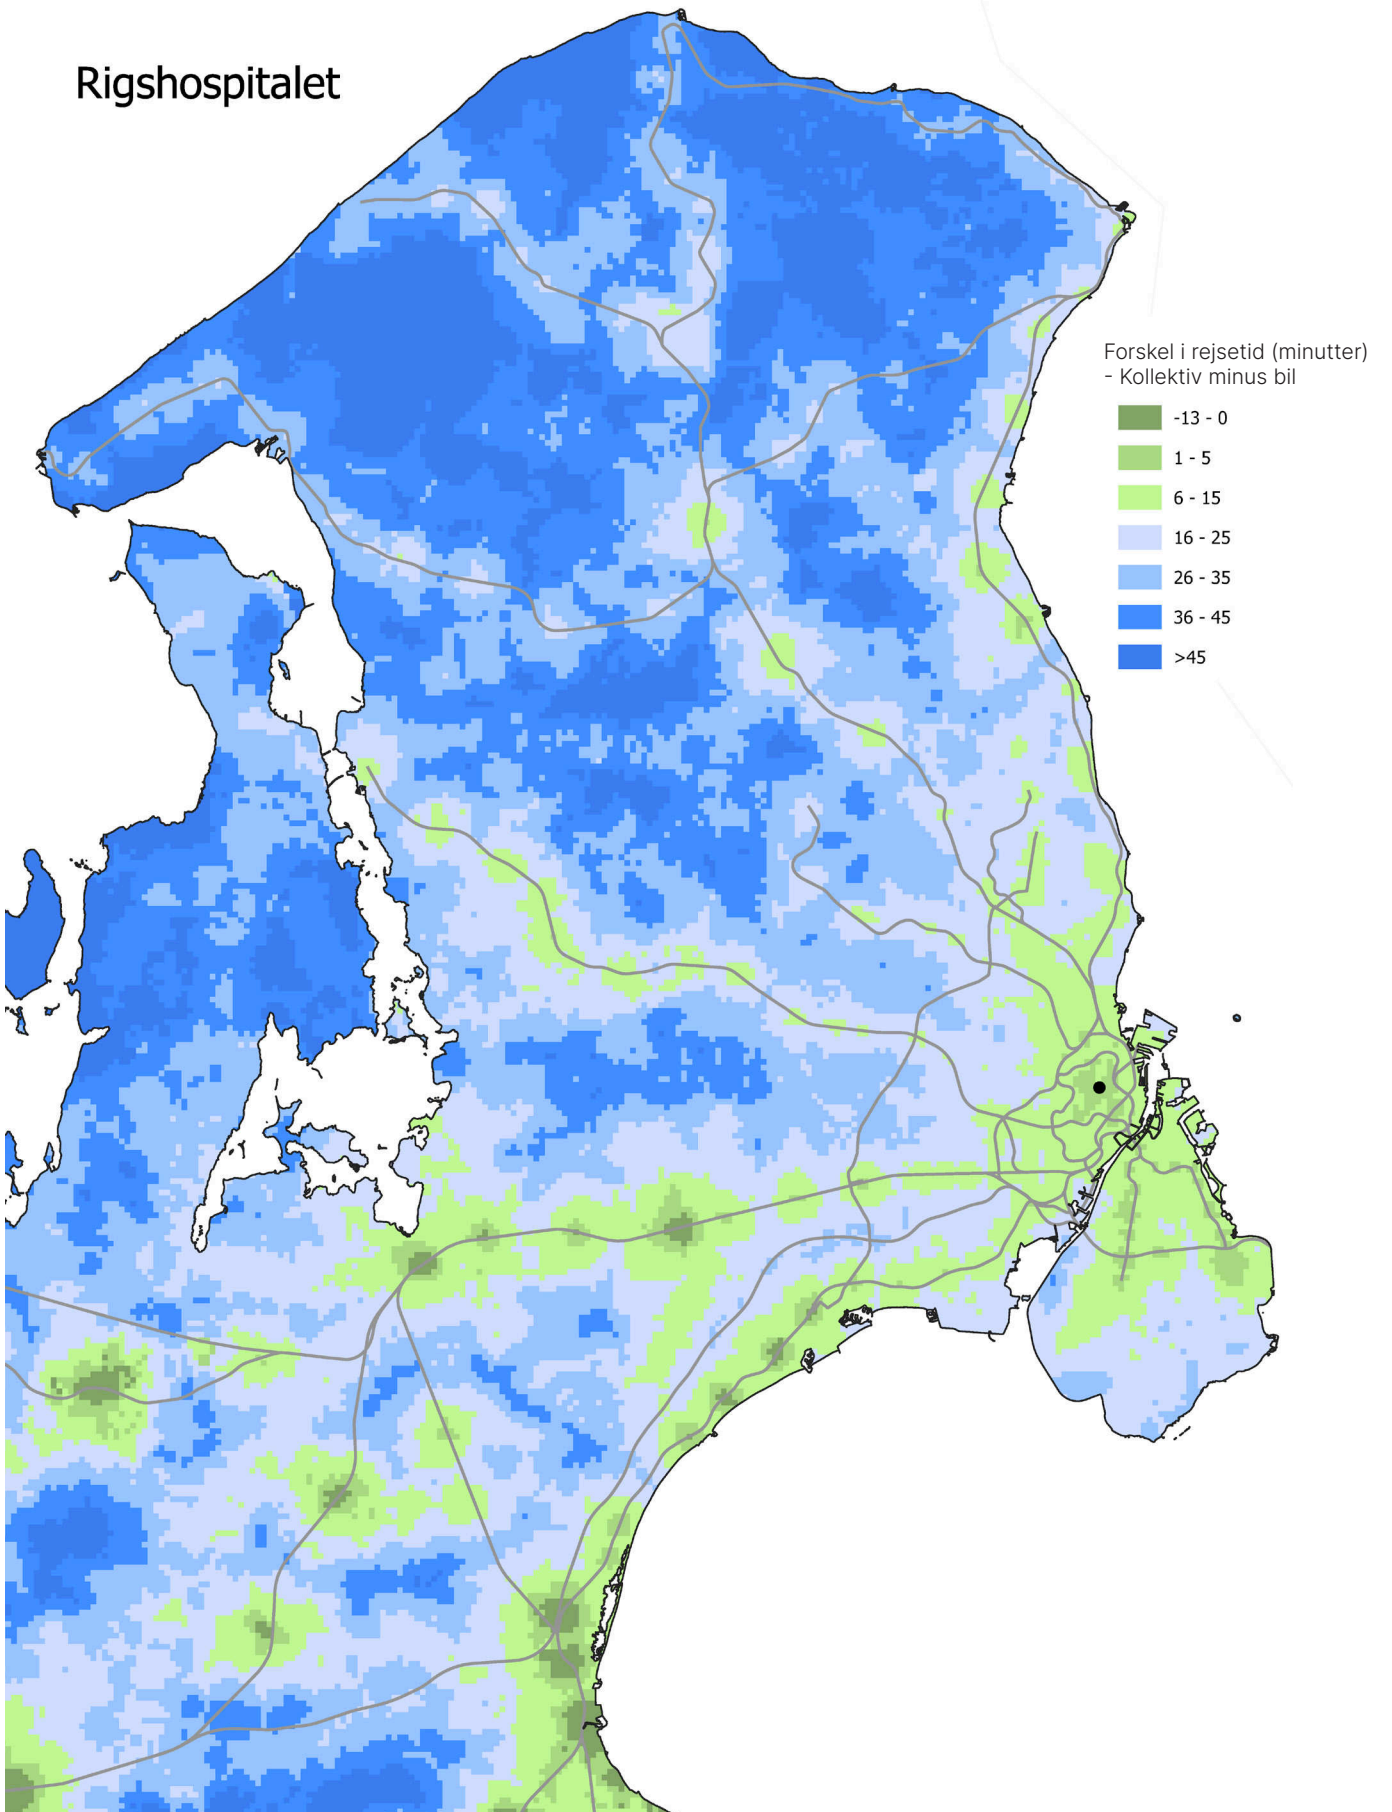 Rigshospitalet
Forskel i rejsetid (minutter)
- Kollektiv minus bil
-13 - 0
1 - 5
6 - 15
16 - 25
26 - 35
36 - 45
>45